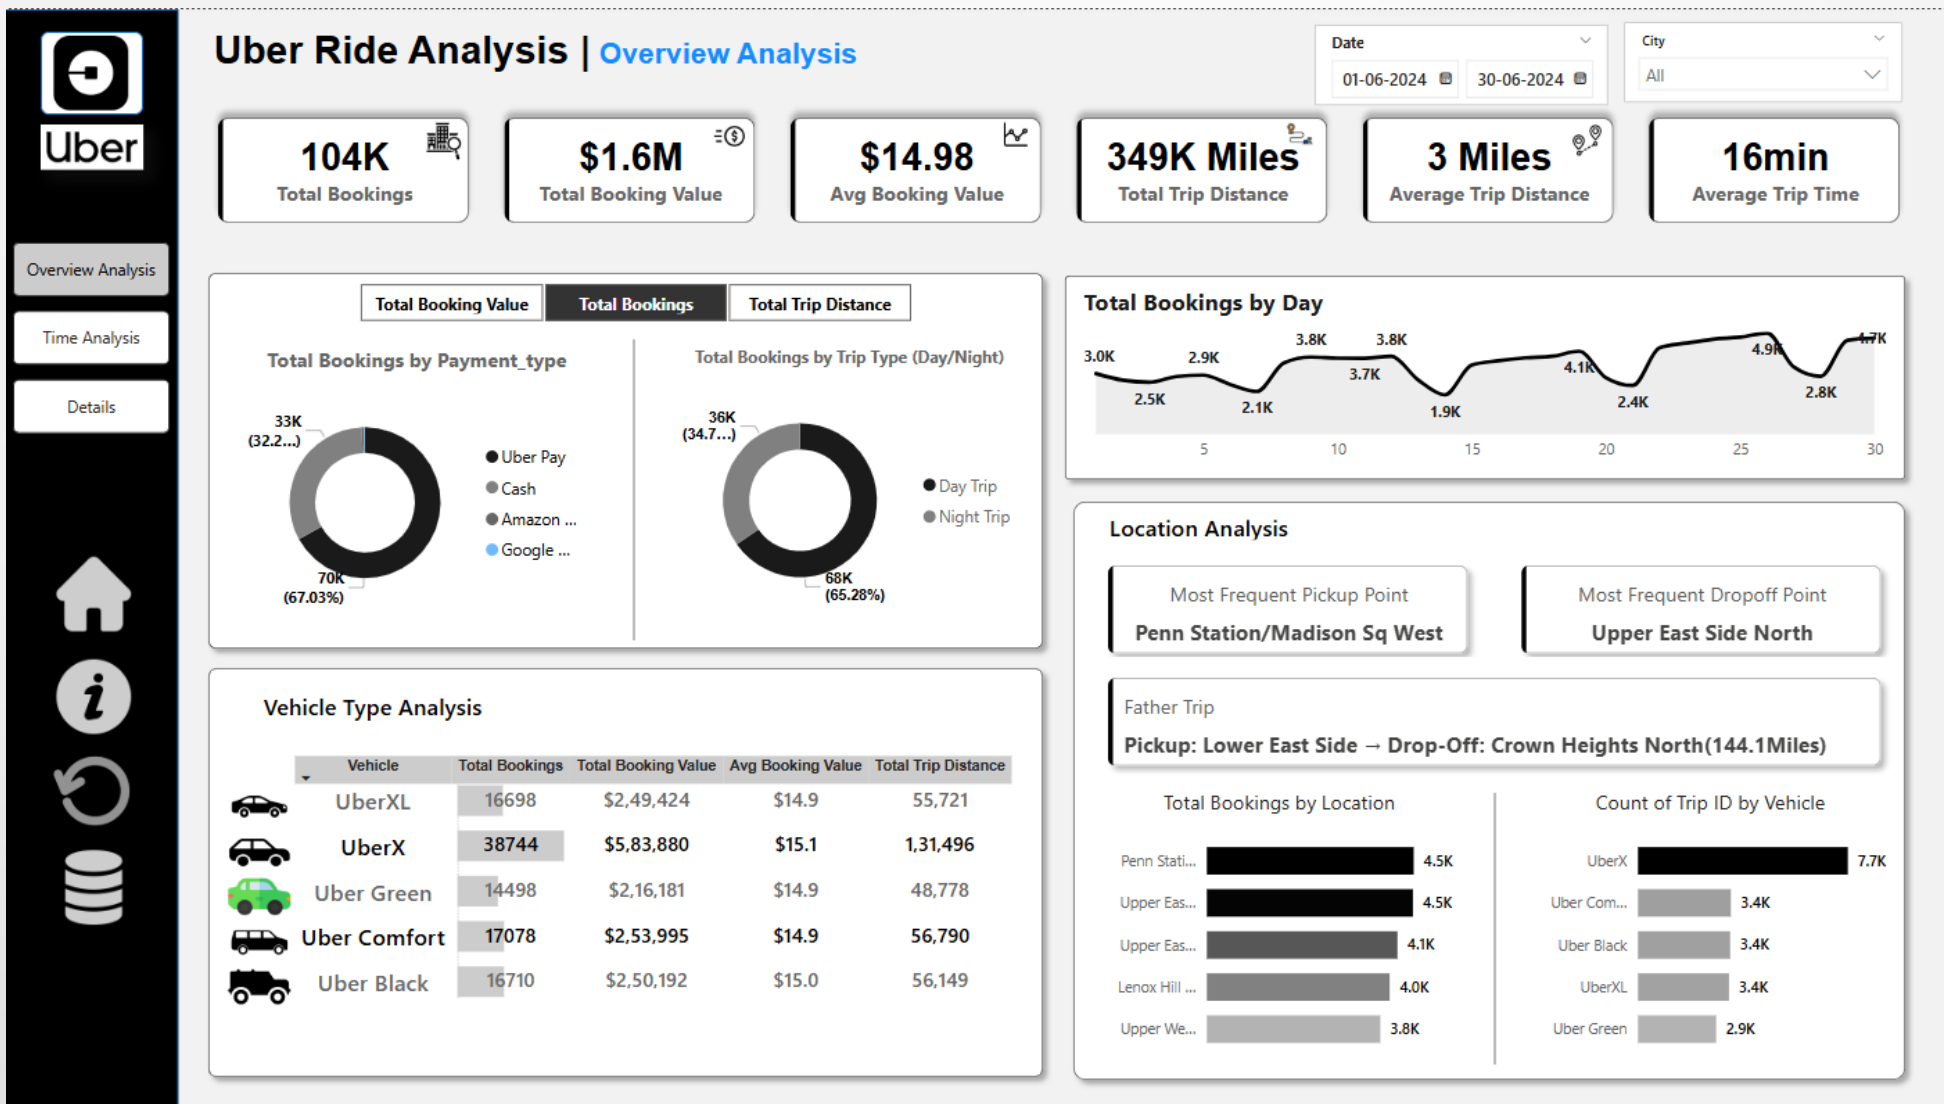 Uber
Overview Analysis
Time Analysis
Details
Uber Ride Analysis | Overview Analysis
Date
01-06-2024
30-06-2024
City
All
104K
Total Bookings
$1.6M
Total Booking Value
$14.98
Avg Booking Value
349K Miles
Total Trip Distance
3 Miles
Average Trip Distance
16min
Average Trip Time
Total Booking Value
Total Bookings
Total Trip Distance
Total Bookings by Payment_type
33K
(32.2...)
70K
(67.03%)
Uber Pay
Cash
Amazon ...
Google ...
Total Bookings by Trip Type (Day/Night)
36K
(34.7...)
68K
(65.28%)
Day Trip
Night Trip
Total Bookings by Day
3.0K
2.5K
2.9K
2.1K
3.8K
3.7K
3.8K
1.9K
4.1K
2.4K
4.9K
2.8K
4.7K
5
10
15
20
25
30
Vehicle Type Analysis
Vehicle Total Bookings Total Booking Value Avg Booking Value Total Trip Distance
UberXL 16698 $2,49,424 $14.9 55,721
UberX 38744 $5,83,880 $15.1 1,31,496
Uber Green 14498 $2,16,181 $14.9 48,778
Uber Comfort 17078 $2,53,995 $14.9 56,790
Uber Black 16710 $2,50,192 $15.0 56,149
Location Analysis
Most Frequent Pickup Point
Penn Station/Madison Sq West
Most Frequent Dropoff Point
Upper East Side North
Father Trip
Pickup: Lower East Side → Drop-Off: Crown Heights North(144.1Miles)
Total Bookings by Location
Penn Stati... 4.5K
Upper Eas... 4.5K
Upper Eas... 4.1K
Lenox Hill ... 4.0K
Upper We... 3.8K
Count of Trip ID by Vehicle
UberX 7.7K
Uber Com... 3.4K
Uber Black 3.4K
UberXL 3.4K
Uber Green 2.9K